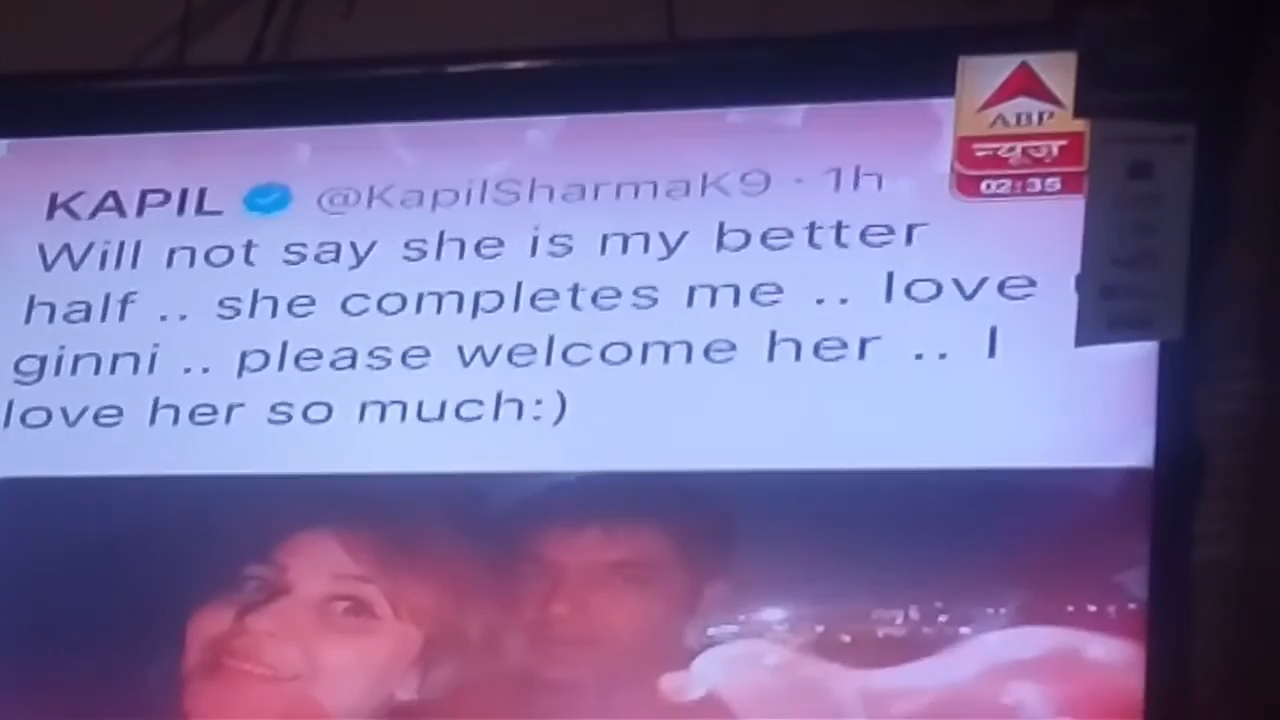 ABP
न्यूज़
02:35
KAPIL @KapilSharmaK9 · 1h
Will not say she is my better
half .. she completes me .. love
ginni .. please welcome her .. I
love her so much:)